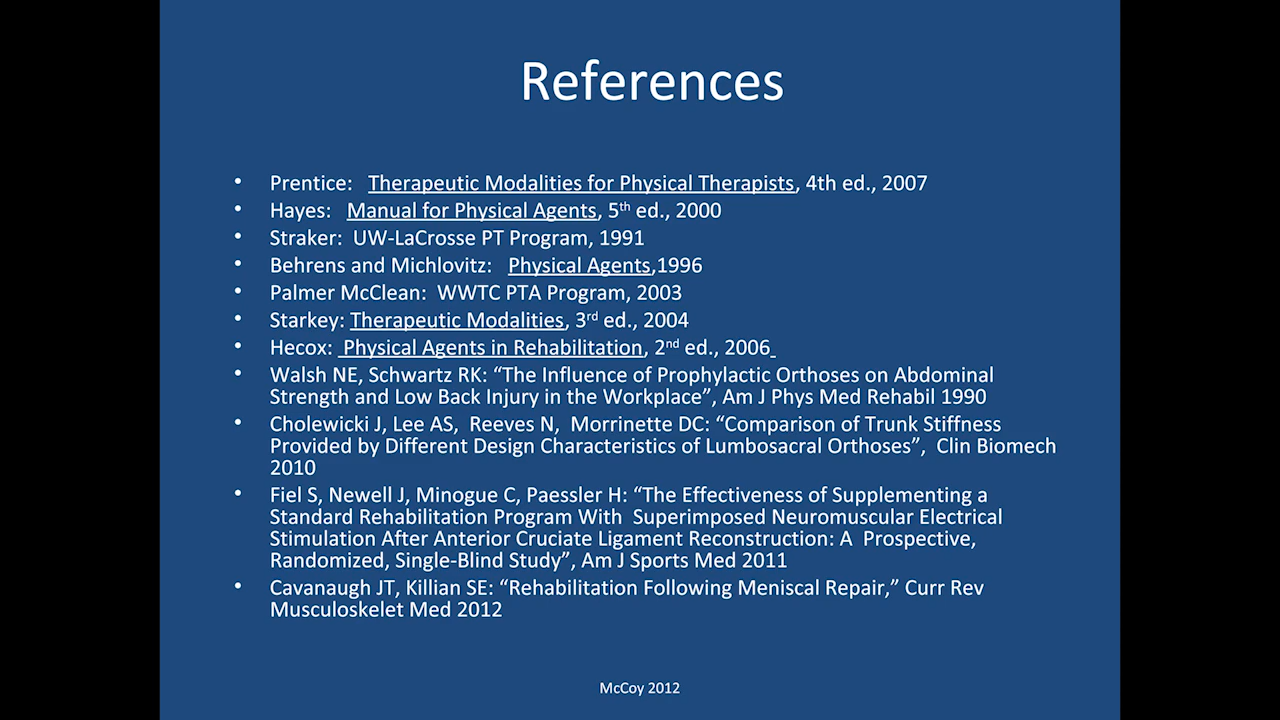 References
• Prentice: Therapeutic Modalities for Physical Therapists, 4th ed., 2007
• Hayes: Manual for Physical Agents, 5th ed., 2000
• Straker: UW-LaCrosse PT Program, 1991
• Behrens and Michlovitz: Physical Agents,1996
• Palmer McClean: WWTC PTA Program, 2003
• Starkey: Therapeutic Modalities, 3rd ed., 2004
• Hecox: Physical Agents in Rehabilitation, 2nd ed., 2006
• Walsh NE, Schwartz RK: “The Influence of Prophylactic Orthoses on Abdominal
Strength and Low Back Injury in the Workplace”, Am J Phys Med Rehabil 1990
• Cholewicki J, Lee AS, Reeves N, Morrinette DC: “Comparison of Trunk Stiffness
Provided by Different Design Characteristics of Lumbosacral Orthoses”, Clin Biomech
2010
• Fiel S, Newell J, Minogue C, Paessler H: “The Effectiveness of Supplementing a
Standard Rehabilitation Program With Superimposed Neuromuscular Electrical
Stimulation After Anterior Cruciate Ligament Reconstruction: A Prospective,
Randomized, Single-Blind Study”, Am J Sports Med 2011
• Cavanaugh JT, Killian SE: “Rehabilitation Following Meniscal Repair,” Curr Rev
Musculoskelet Med 2012
McCoy 2012